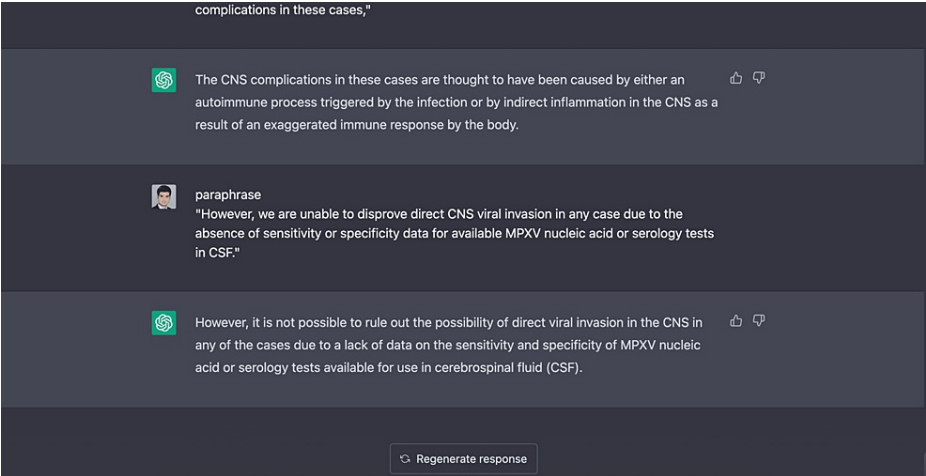 complications in these cases,"
The CNS complications in these cases are thought to have been caused by either an
autoimmune process triggered by the infection or by indirect inflammation in the CNS as a
result of an exaggerated immune response by the body.
paraphrase
"However, we are unable to disprove direct CNS viral invasion in any case due to the
absence of sensitivity or specificity data for available MPXV nucleic acid or serology tests
in CSF."
However, it is not possible to rule out the possibility of direct viral invasion in the CNS in
any of the cases due to a lack of data on the sensitivity and specificity of MPXV nucleic
acid or serology tests available for use in cerebrospinal fluid (CSF).
Regenerate response